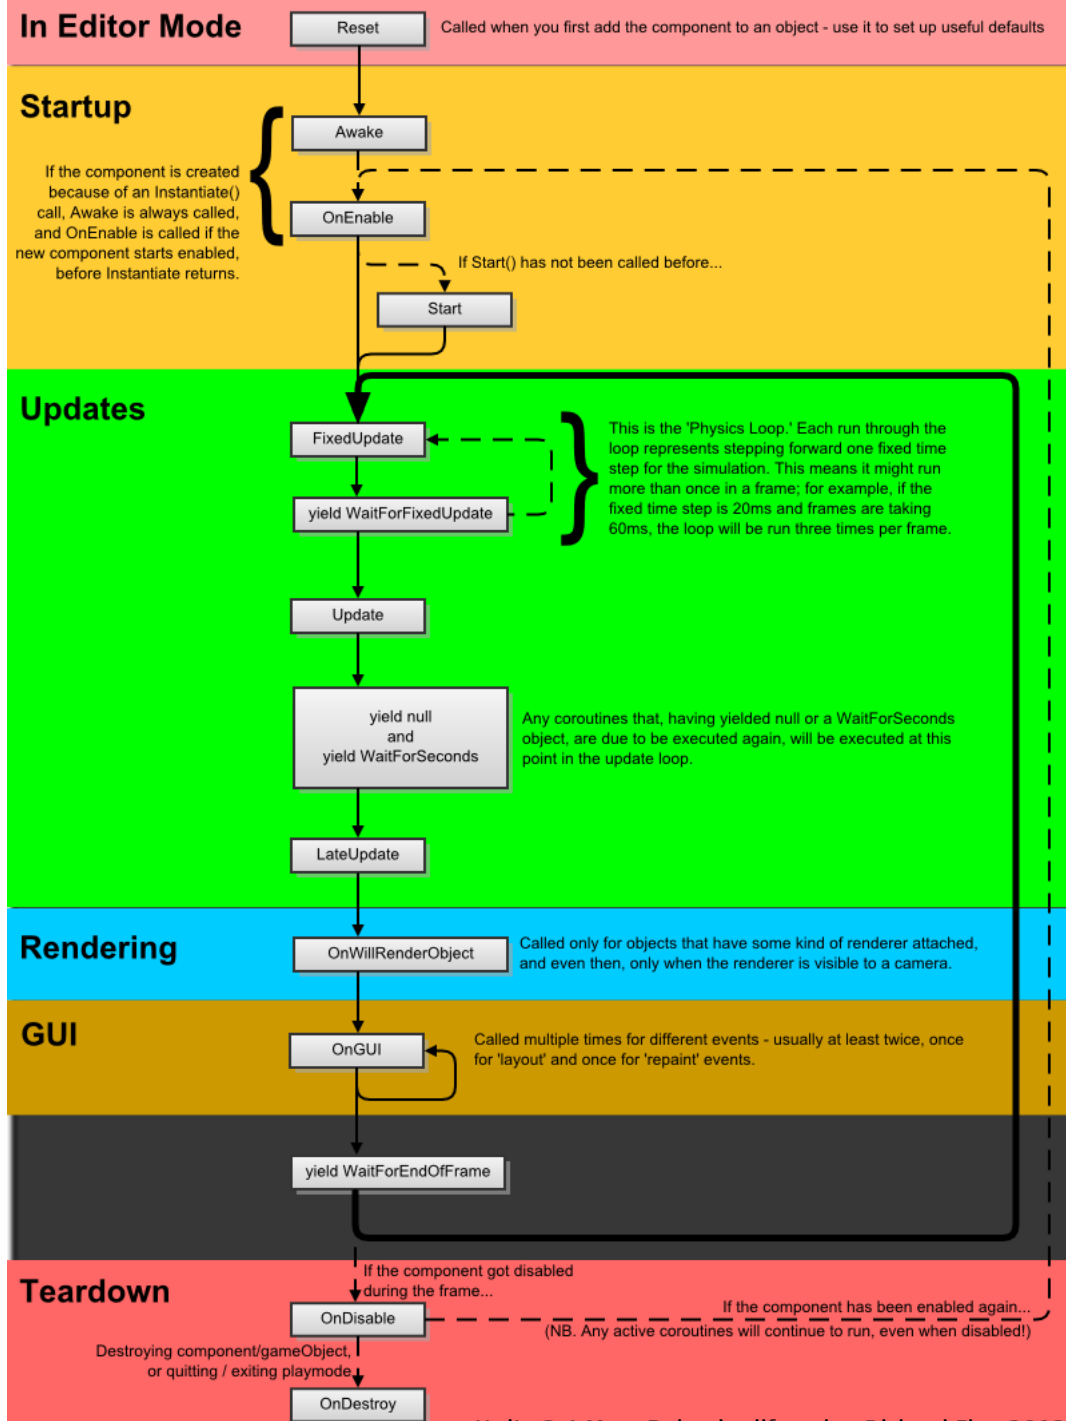 In Editor Mode
Reset
Called when you first add the component to an object - use it to set up useful defaults
Startup
Awake
If the component is created
because of an Instantiate()
call, Awake is always called,
and OnEnable is called if the
new component starts enabled,
before Instantiate returns.
OnEnable
If Start() has not been called before...
Start
Updates
FixedUpdate
This is the 'Physics Loop.' Each run through the
loop represents stepping forward one fixed time
step for the simulation. This means it might run
more than once in a frame; for example, if the
fixed time step is 20ms and frames are taking
60ms, the loop will be run three times per frame.
yield WaitForFixedUpdate
Update
yield null
and
yield WaitForSeconds
Any coroutines that, having yielded null or a WaitForSeconds
object, are due to be executed again, will be executed at this
point in the update loop.
LateUpdate
Rendering
OnWillRenderObject
Called only for objects that have some kind of renderer attached,
and even then, only when the renderer is visible to a camera.
GUI
OnGUI
Called multiple times for different events - usually at least twice, once
for 'layout' and once for 'repaint' events.
yield WaitForEndOfFrame
Teardown
If the component got disabled
during the frame...
OnDisable
If the component has been enabled again...
(NB. Any active coroutines will continue to run, even when disabled!)
Destroying component/gameObject,
or quitting / exiting playmode
OnDestroy